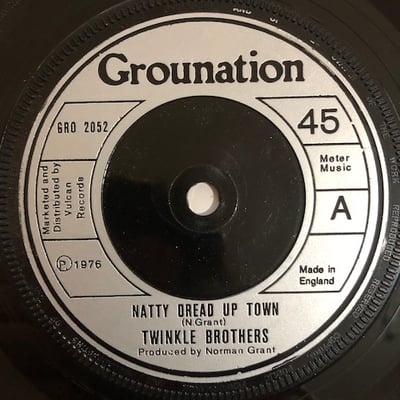 Grounation
GRO 2052
45
Marketed and
Distributed by
Vulcan
Records
Meter
Music
A
℗ 1976
Made in
England
NATTY DREAD UP TOWN
(N.Grant)
TWINKLE BROTHERS
Produced by Norman Grant